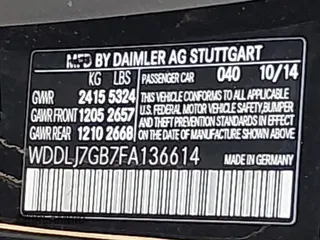 MFD BY DAIMLER AG STUTTGART
KG LBS PASSENGER CAR 040 10/14
GVWR 2415 5324 THIS VEHICLE CONFORMS TO ALL APPLICABLE
GAWR FRONT 1205 2657 U.S. FEDERAL MOTOR VEHICLE SAFETY, BUMPER
GAWR REAR 1210 2668 AND THEFT PREVENTION STANDARDS IN EFFECT ON THE DATE OF MANUFACTURE SHOWN ABOVE.
WDDLJ7GB7FA136614 MADE IN GERMANY